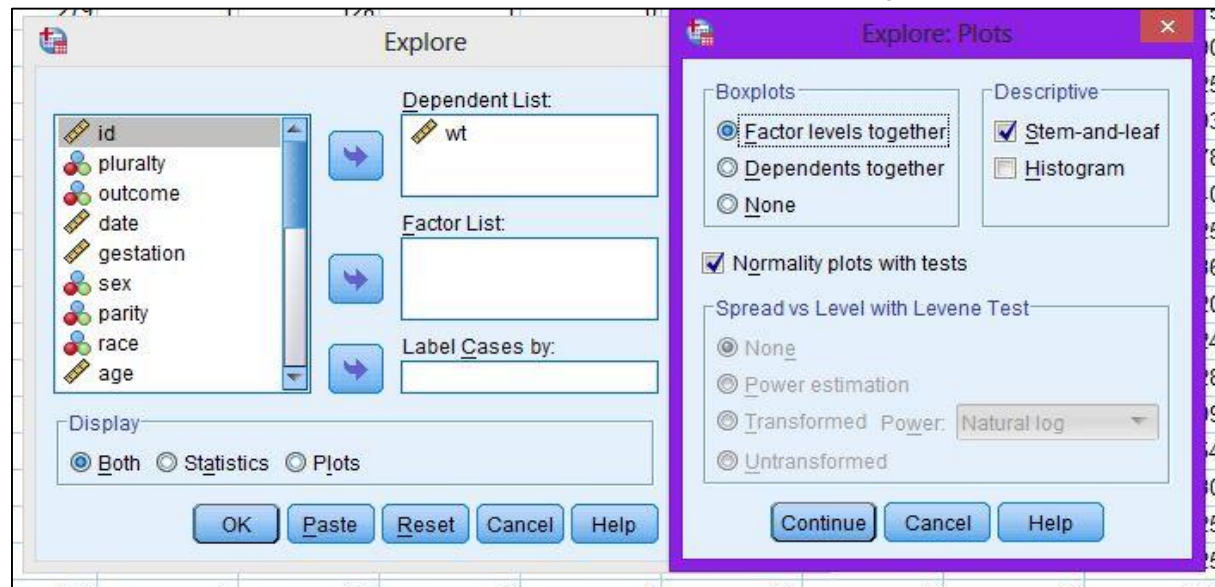 Explore
Dependent List:
id
pluralty
outcome
date
gestation
sex
parity
race
age
wt
Factor List:
Label Cases by:
Display
Both Statistics Plots
OK Paste Reset Cancel Help
Explore: Plots
Boxplots
Factor levels together
Dependents together
None
Descriptive
Stem-and-leaf
Histogram
Normality plots with tests
Spread vs Level with Levene Test
None
Power estimation
Transformed Power: Natural log
Untransformed
Continue Cancel Help